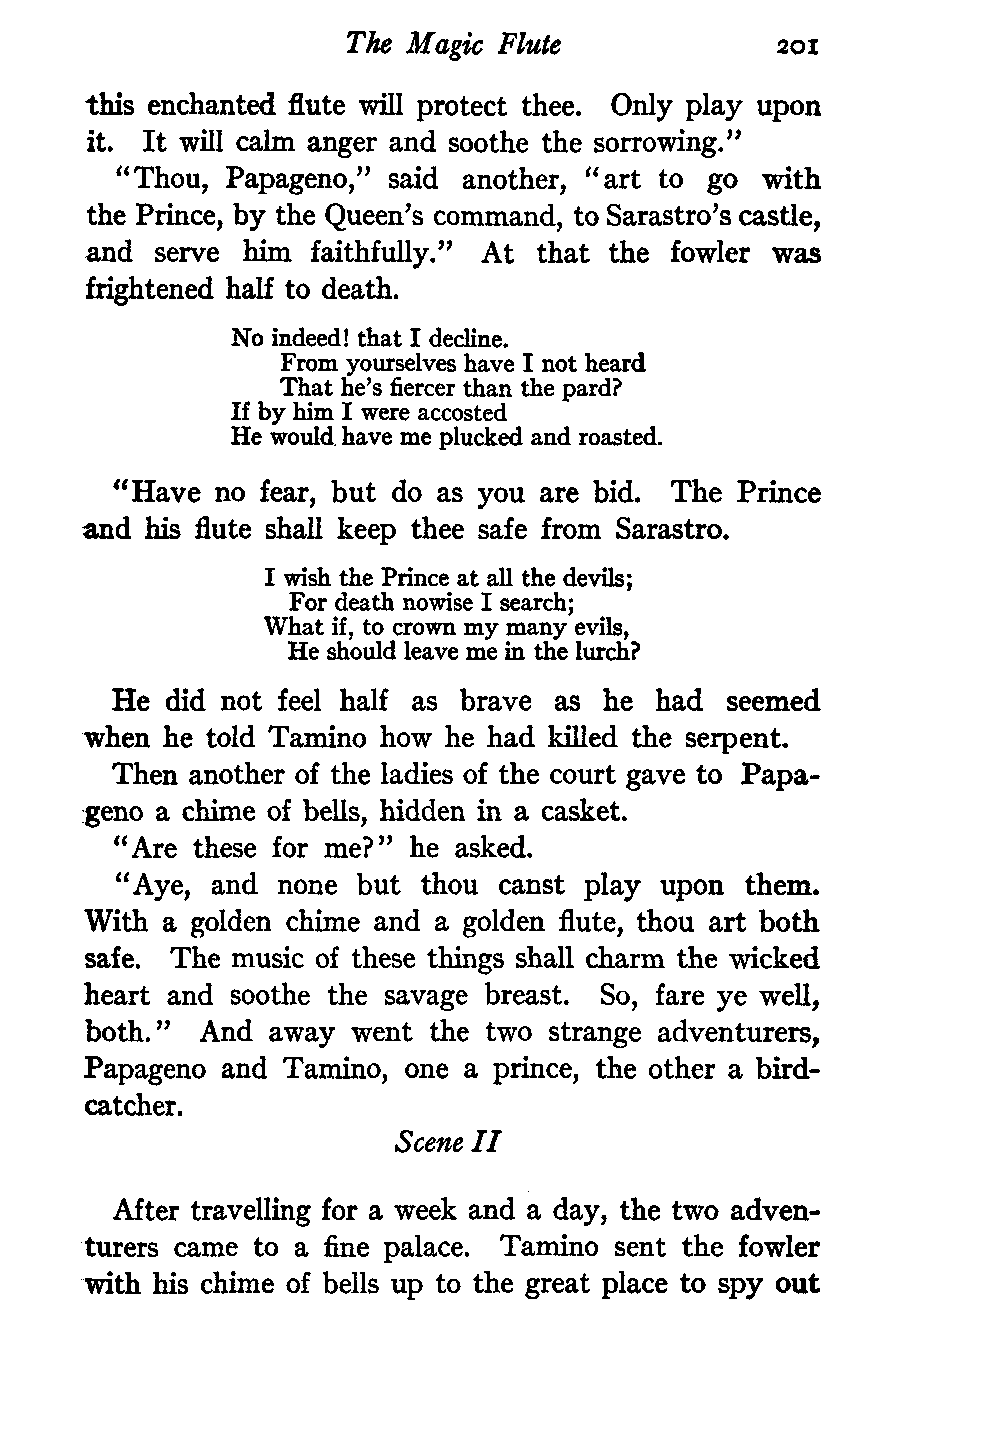 The Magic Flute 201
this enchanted flute will protect thee. Only play upon
it. It will calm anger and soothe the sorrowing."
"Thou, Papageno," said another, "art to go with
the Prince, by the Queen's command, to Sarastro's castle,
and serve him faithfully." At that the fowler was
frightened half to death.
No indeed! that I decline.
From yourselves have I not heard
That he's fiercer than the pard?
If by him I were accosted
He would have me plucked and roasted.
"Have no fear, but do as you are bid. The Prince
and his flute shall keep thee safe from Sarastro.
I wish the Prince at all the devils;
For death nowise I search;
What if, to crown my many evils,
He should leave me in the lurch?
He did not feel half as brave as he had seemed
when he told Tamino how he had killed the serpent.
Then another of the ladies of the court gave to Papa-
geno a chime of bells, hidden in a casket.
"Are these for me?" he asked.
"Aye, and none but thou canst play upon them.
With a golden chime and a golden flute, thou art both
safe. The music of these things shall charm the wicked
heart and soothe the savage breast. So, fare ye well,
both." And away went the two strange adventurers,
Papageno and Tamino, one a prince, the other a bird-
catcher.
Scene II
After travelling for a week and a day, the two adven-
turers came to a fine palace. Tamino sent the fowler
with his chime of bells up to the great place to spy out